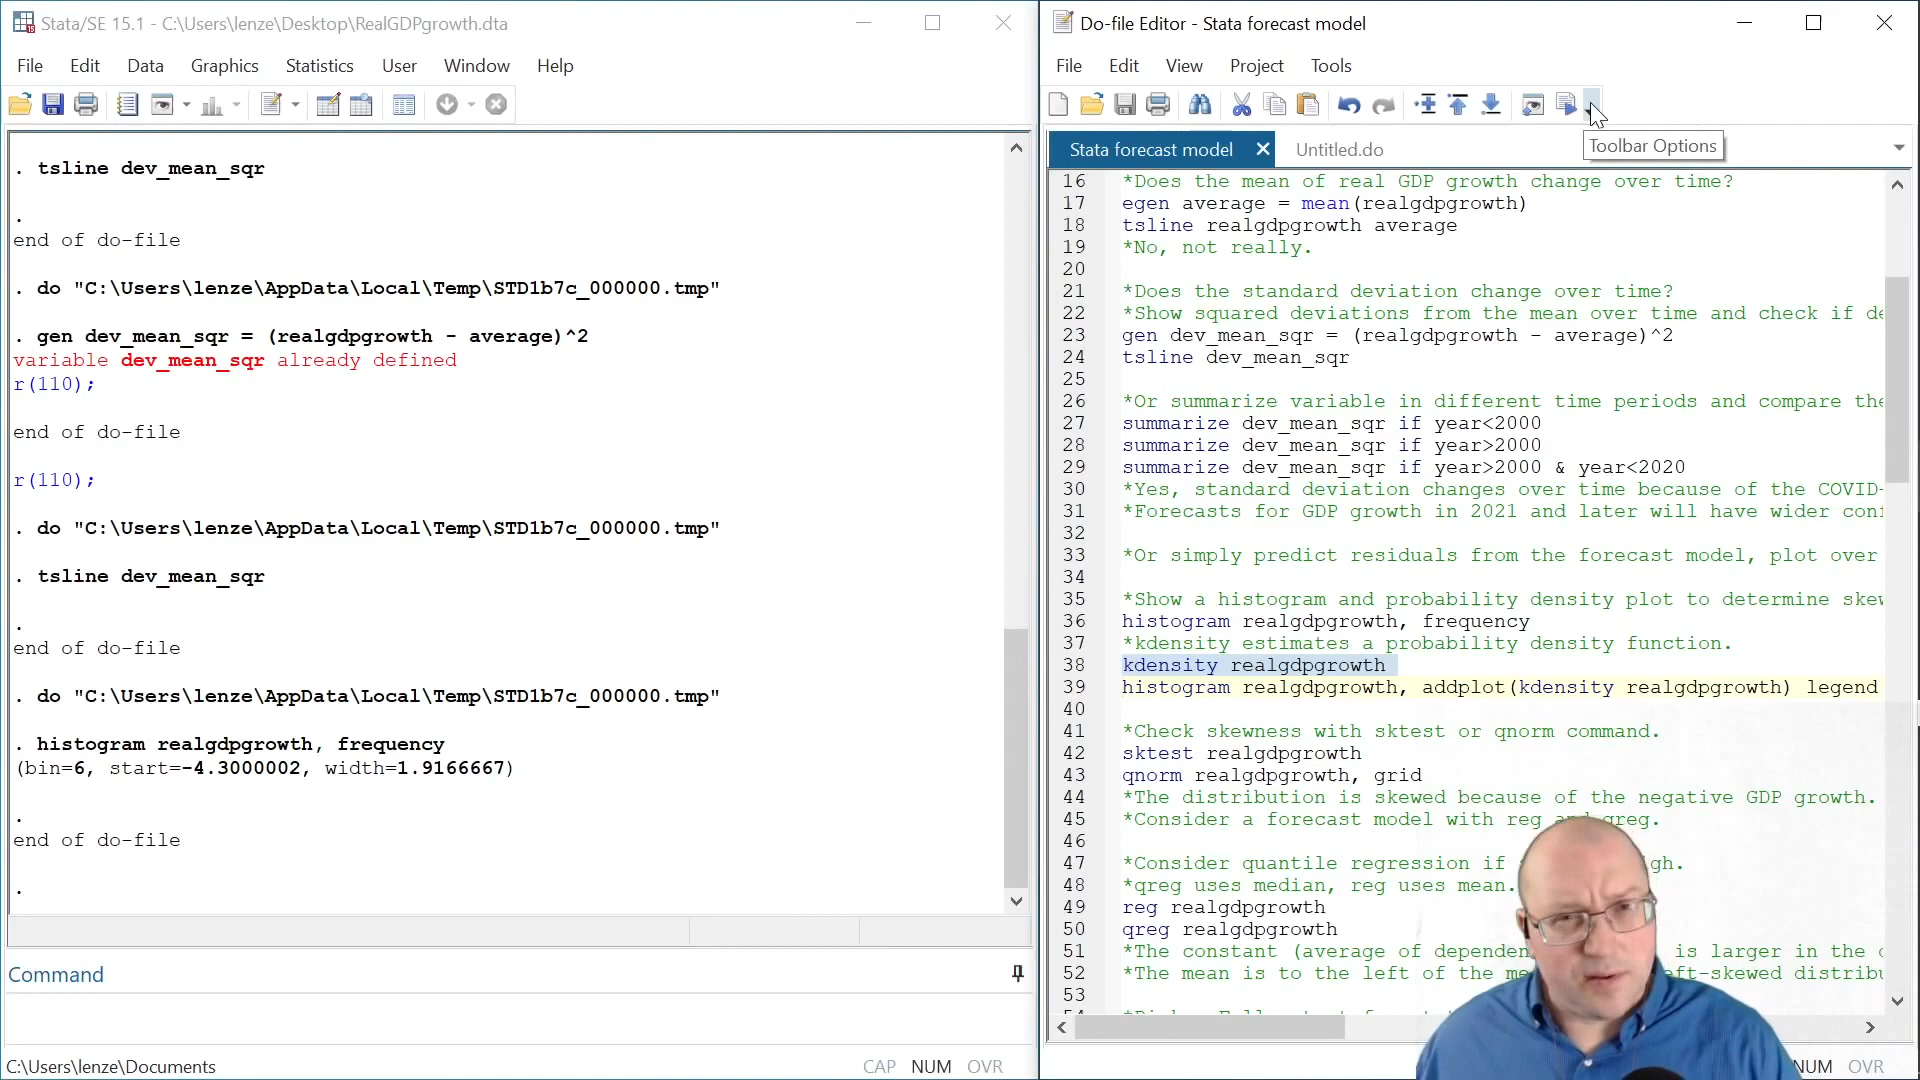 Stata/SE 15.1 - C:\Users\lenze\Desktop\RealGDPgrowth.dta
File Edit Data Graphics Statistics User Window Help
. tsline dev_mean_sqr
.
end of do-file
. do "C:\Users\lenze\AppData\Local\Temp\STD1b7c_000000.tmp"
. gen dev_mean_sqr = (realgdpgrowth - average)^2
variable dev_mean_sqr already defined
r(110);
end of do-file
r(110);
. do "C:\Users\lenze\AppData\Local\Temp\STD1b7c_000000.tmp"
. tsline dev_mean_sqr
.
end of do-file
. do "C:\Users\lenze\AppData\Local\Temp\STD1b7c_000000.tmp"
. histogram realgdpgrowth, frequency
(bin=6, start=-4.3000002, width=1.9166667)
.
end of do-file
.
Command
C:\Users\lenze\Documents
CAP NUM OVR
Do-file Editor - Stata forecast model
File Edit View Project Tools
Toolbar Options
Stata forecast model Untitled.do
16 *Does the mean of real GDP growth change over time?
17 egen average = mean(realgdpgrowth)
18 tsline realgdpgrowth average
19 *No, not really.
20
21 *Does the standard deviation change over time?
22 *Show squared deviations from the mean over time and check if
23 gen dev_mean_sqr = (realgdpgrowth - average)^2
24 tsline dev_mean_sqr
25
26 *Or summarize variable in different time periods and compare the
27 summarize dev_mean_sqr if year<2000
28 summarize dev_mean_sqr if year>2000
29 summarize dev_mean_sqr if year>2000 & year<2020
30 *Yes, standard deviation changes over time because of the COVID-
31 *Forecasts for GDP growth in 2021 and later will have wider
32
33 *Or simply predict residuals from the forecast model, plot over
34
35 *Show a histogram and probability density plot to determine
36 histogram realgdpgrowth, frequency
37 *kdensity estimates a probability density function.
38 kdensity realgdpgrowth
39 histogram realgdpgrowth, addplot(kdensity realgdpgrowth) legend
40
41 *Check skewness with sktest or qnorm command.
42 sktest realgdpgrowth
43 qnorm realgdpgrowth, grid
44 *The distribution is skewed because of the negative GDP growth.
45 *Consider a forecast model with reg and qreg.
46
47 *Consider quantile regression if
48 *qreg uses median, reg uses mean.
49 reg realgdpgrowth
50 qreg realgdpgrowth
51 *The constant (average of is larger in the
52 *The mean is to the left of the
53
NUM OVR